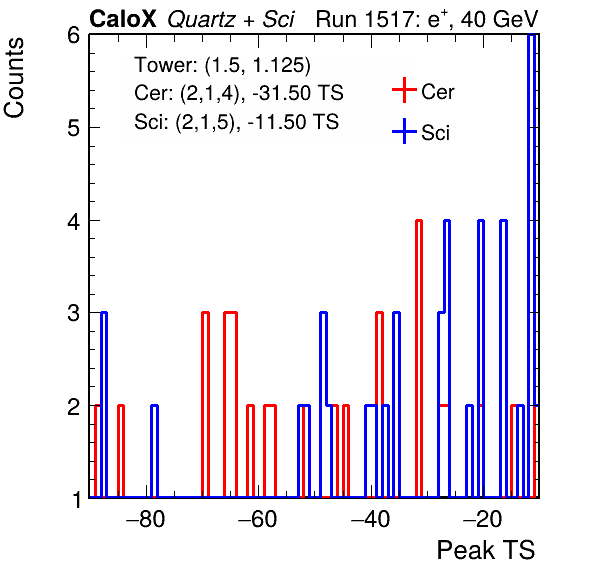 CaloX Quartz + Sci Run 1517: e+, 40 GeV
Counts
Tower: (1.5, 1.125)
Cer: (2,1,4), -31.50 TS
Sci: (2,1,5), -11.50 TS
Cer
Sci
6
5
4
3
2
1
−80 −60 −40 −20
Peak TS